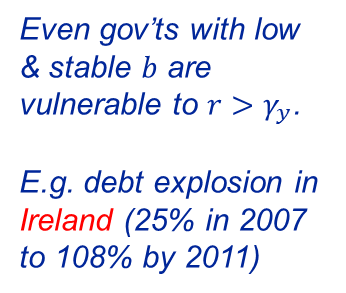 Even gov'ts with low
& stable 𝑏 are
vulnerable to 𝑟 > 𝛾𝑦.
E.g. debt explosion in
Ireland (25% in 2007
to 108% by 2011)